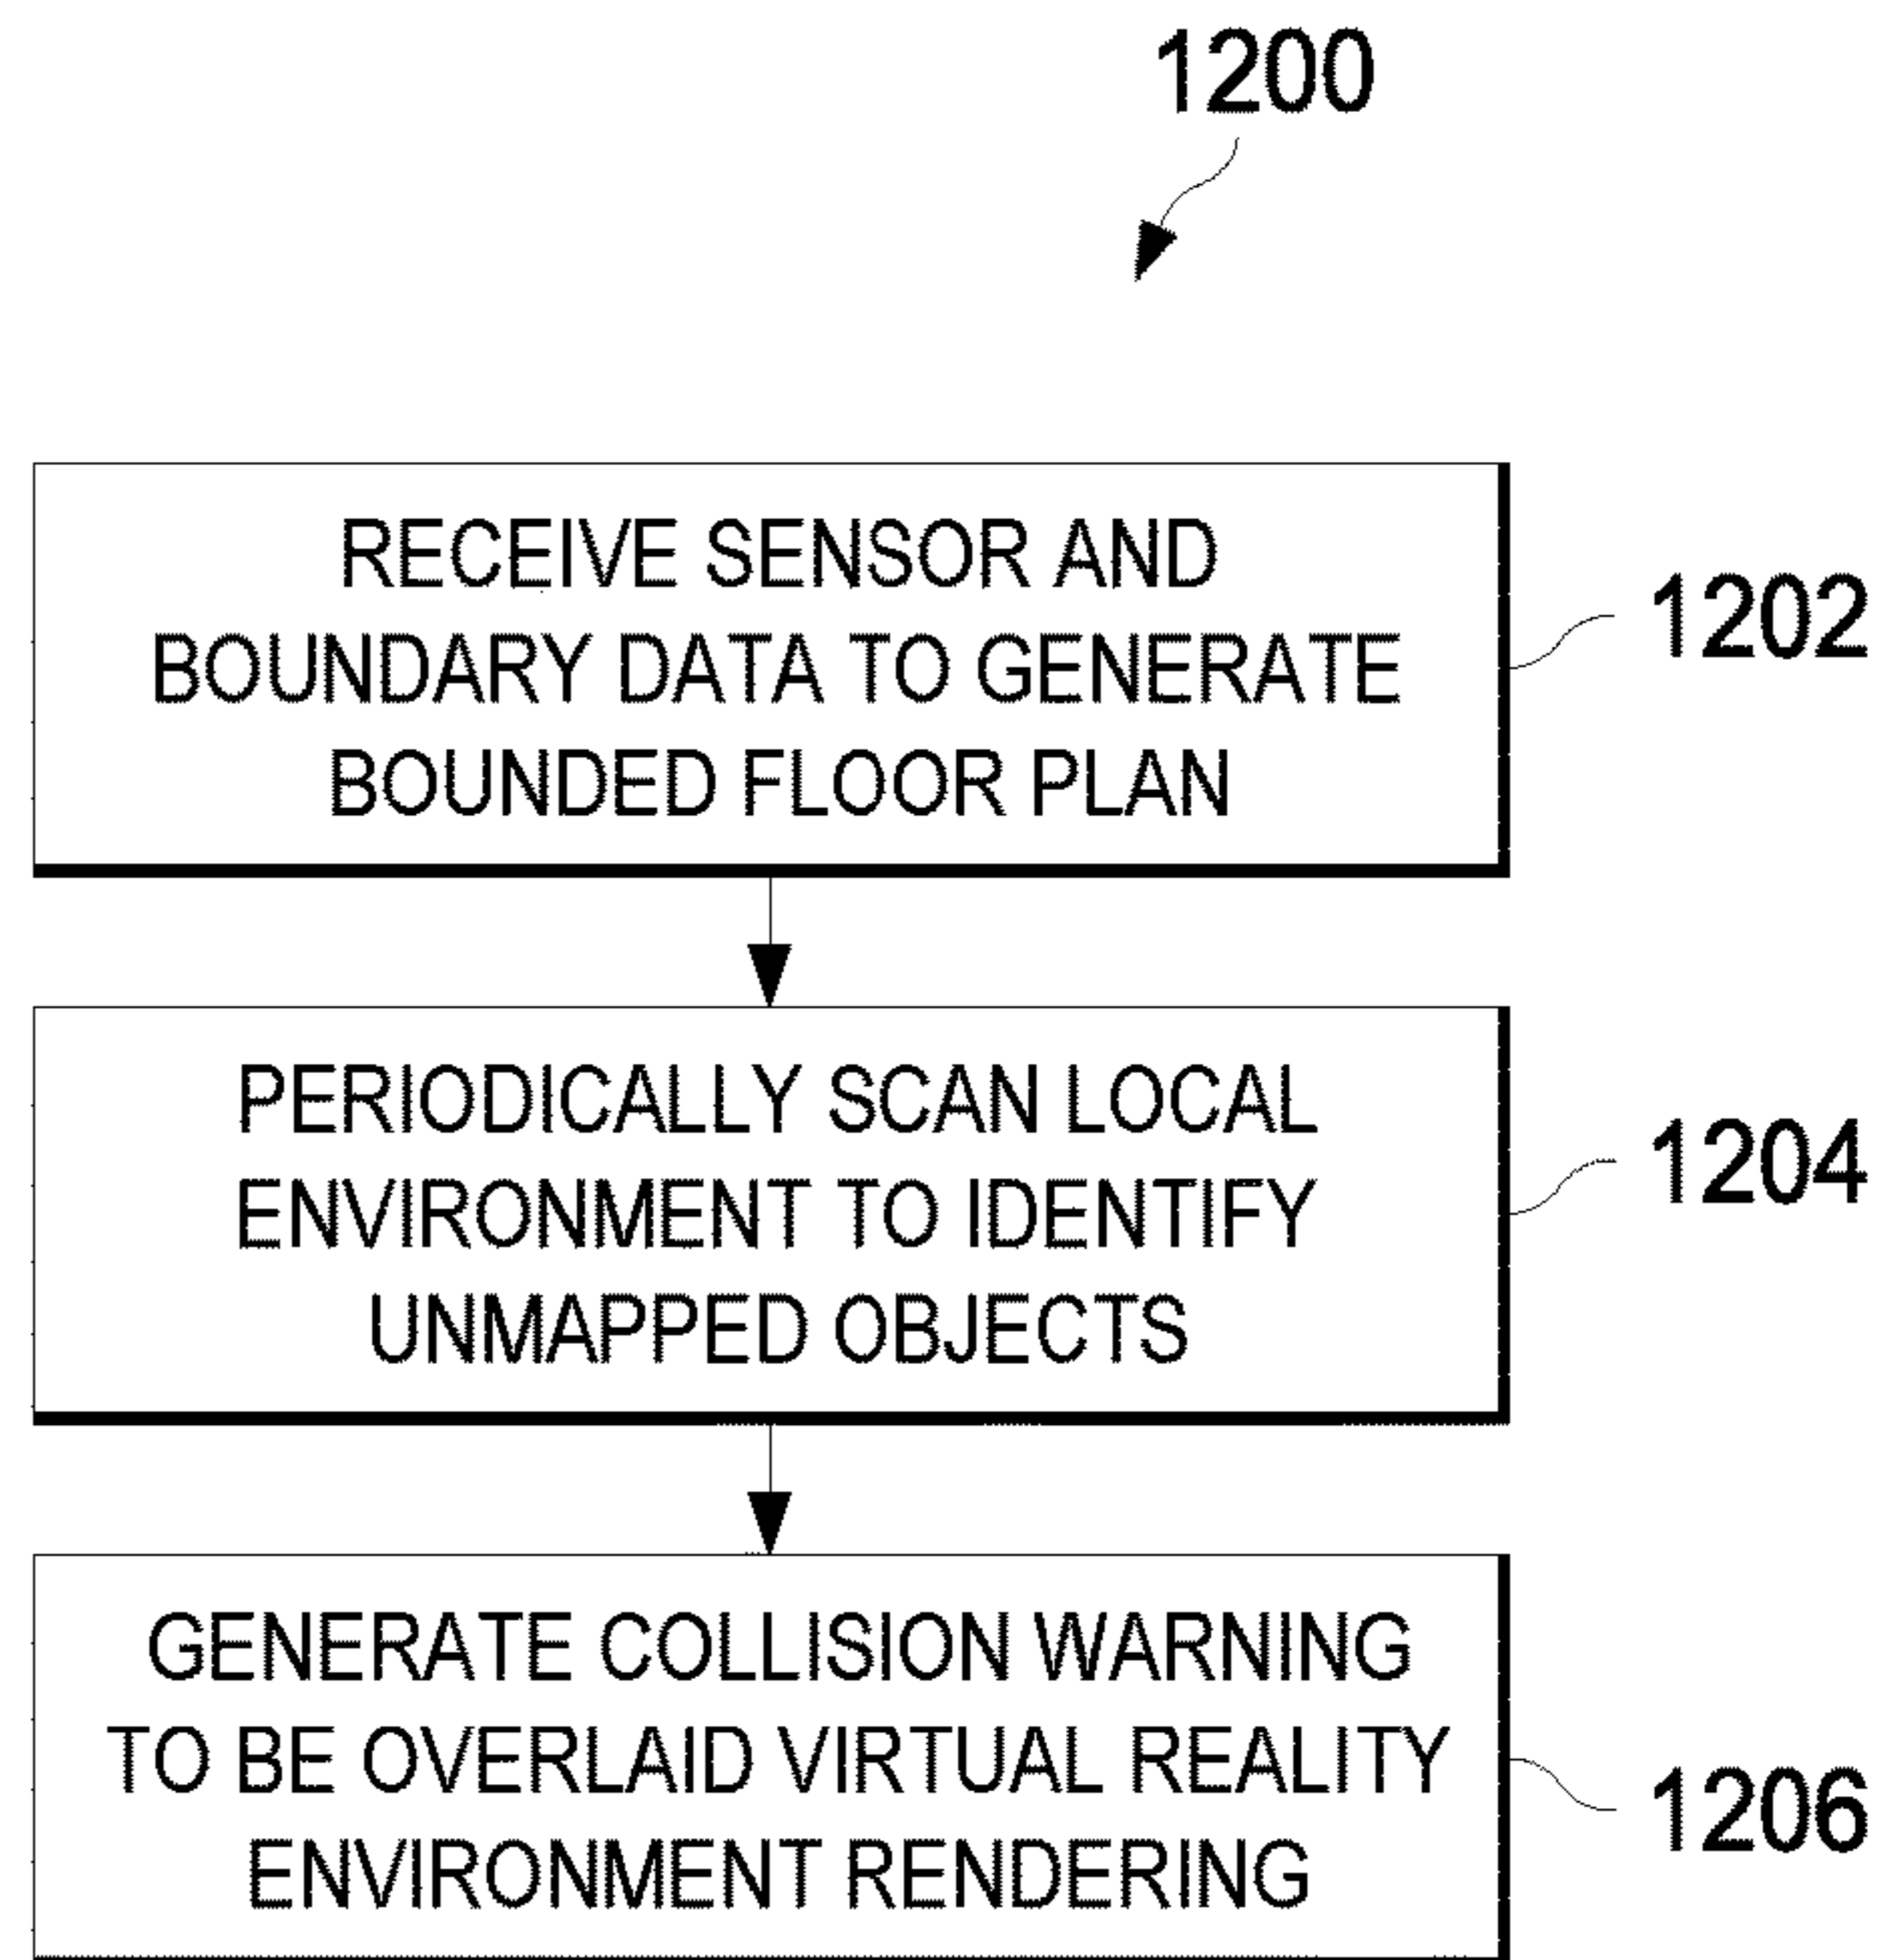 1200
RECEIVE SENSOR AND
BOUNDARY DATA TO GENERATE
BOUNDED FLOOR PLAN
1202
PERIODICALLY SCAN LOCAL
ENVIRONMENT TO IDENTIFY
UNMAPPED OBJECTS
1204
GENERATE COLLISION WARNING
TO BE OVERLAID VIRTUAL REALITY
ENVIRONMENT RENDERING
1206